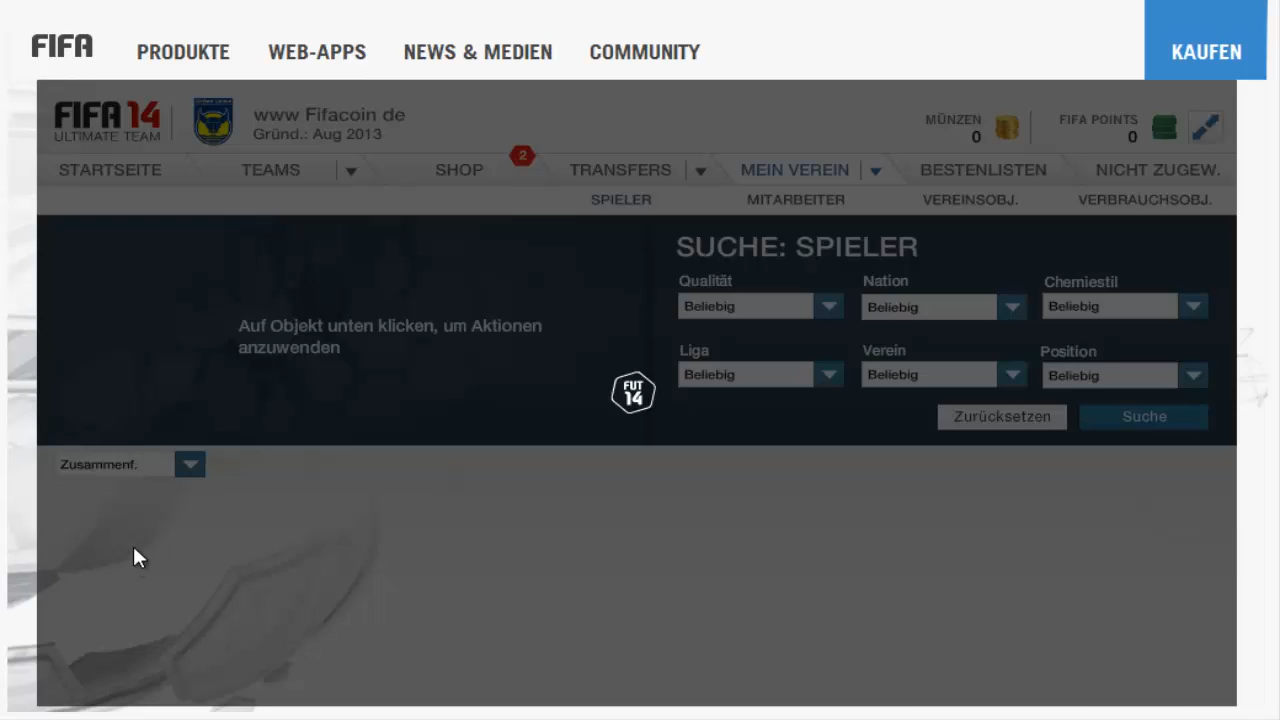 FIFA PRODUKTE WEB-APPS NEWS & MEDIEN COMMUNITY KAUFEN
FIFA 14
ULTIMATE TEAM
www Fifacoin de
Gründ.: Aug 2013
MÜNZEN
0
FIFA POINTS
0
STARTSEITE TEAMS SHOP 2 TRANSFERS MEIN VEREIN BESTENLISTEN NICHT ZUGEW.
SPIELER MITARBEITER VEREINSOBJ. VERBRAUCHSOBJ.
Auf Objekt unten klicken, um Aktionen
anzuwenden
SUCHE: SPIELER
Qualität Nation Chemiestil
Beliebig Beliebig Beliebig
Liga Verein Position
Beliebig Beliebig Beliebig
Zurücksetzen Suche
FUT
14
Zusammenf.